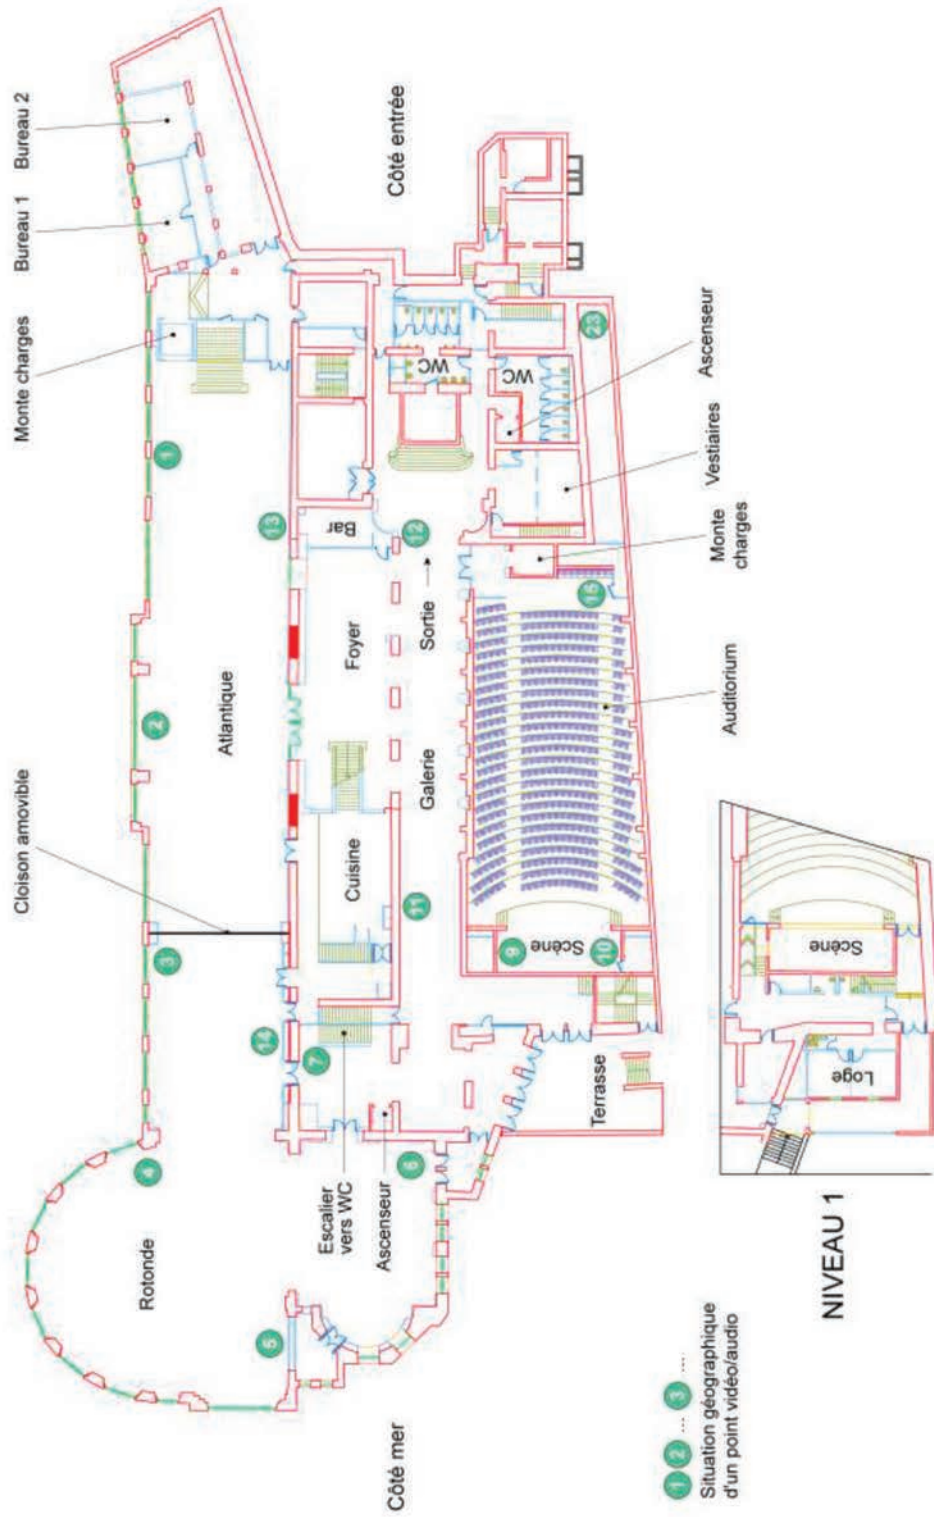 Cloison amovible
Monte charges
Bureau 1
Bureau 2
Rotonde
4
3
2
1
Atlantique
5
14
13
7
Escalier
vers WC
Cuisine
Foyer
Bar
Ascenseur
Côté mer
6
11
12
Galerie
Sortie
WC
Côté entrée
9
Scène
10
WC
Terrasse
15
23
Auditorium
Monte
charges
Vestiaires
Ascenseur
1 2 ... 3 ....
Situation géographique
d'un point vidéo/audio
NIVEAU 1
Loge
Scène